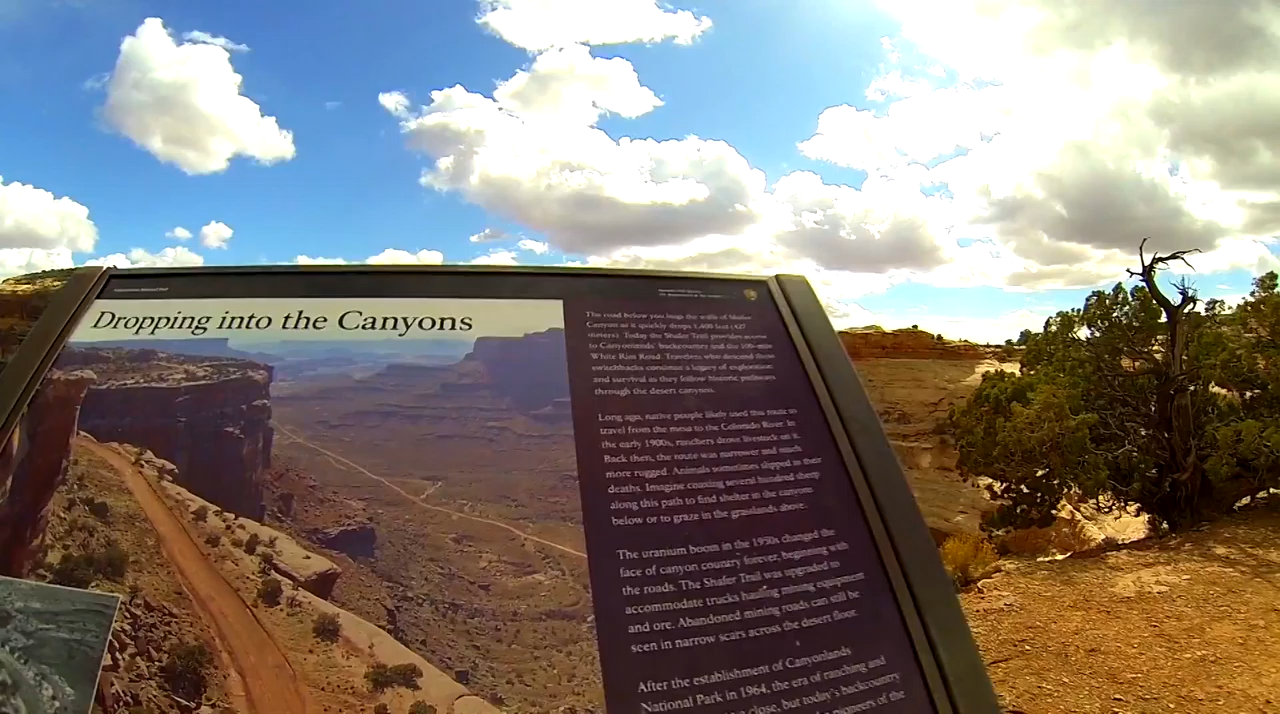 Dropping into the Canyons
The road below you hugs the walls of Shafer
Canyon as it quickly drops 1,400 feet (427
meters). Today the Shafer Trail provides access
to Canyonlands' backcountry and the 100-mile
White Rim Road. Travelers who descend these
switchbacks continue a legacy of exploration
and survival as they follow historic pathways
through the desert canyons.
Long ago, native people likely used this route to
travel from the mesa to the Colorado River. In
the early 1900s, ranchers drove livestock on it.
Back then, the route was narrower and much
more rugged. Animals sometimes slipped to their
deaths. Imagine coaxing several hundred sheep
along this path to find shelter in the canyons
below or to graze in the grasslands above.
The uranium boom in the 1950s changed the
face of canyon country forever, beginning with
the roads. The Shafer Trail was upgraded to
accommodate trucks hauling mining equipment
and ore. Abandoned mining roads can still be
seen in narrow scars across the desert floor.
After the establishment of Canyonlands
National Park in 1964, the era of ranching and
close, but today's backcountry
pioneers of the